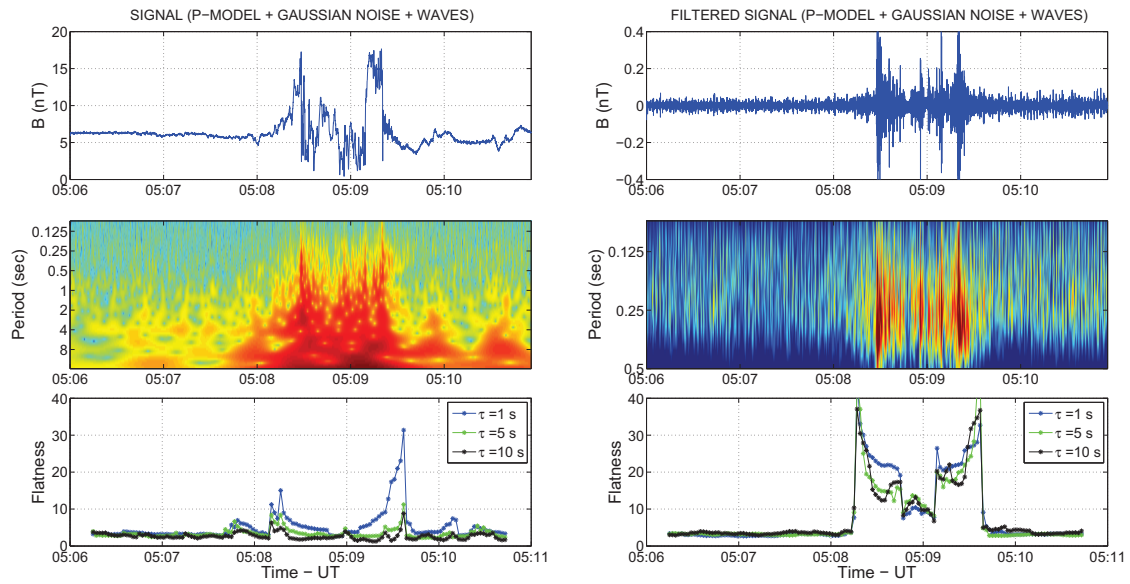 SIGNAL (P−MODEL + GAUSSIAN NOISE + WAVES)
20
15
10
5
0
B (nT)
05:06 05:07 05:08 05:09 05:10
0.125
0.25
0.5
1
2
4
8
Period (sec)
05:06 05:07 05:08 05:09 05:10
40
30
20
10
0
Flatness
τ =1 s
τ =5 s
τ =10 s
05:06 05:07 05:08 05:09 05:10 05:11
Time − UT
FILTERED SIGNAL (P−MODEL + GAUSSIAN NOISE + WAVES)
0.4
0.2
0
−0.2
−0.4
B (nT)
05:06 05:07 05:08 05:09 05:10
0.125
0.25
0.5
Period (sec)
05:06 05:07 05:08 05:09 05:10
40
30
20
10
0
Flatness
τ =1 s
τ =5 s
τ =10 s
05:06 05:07 05:08 05:09 05:10 05:11
Time − UT